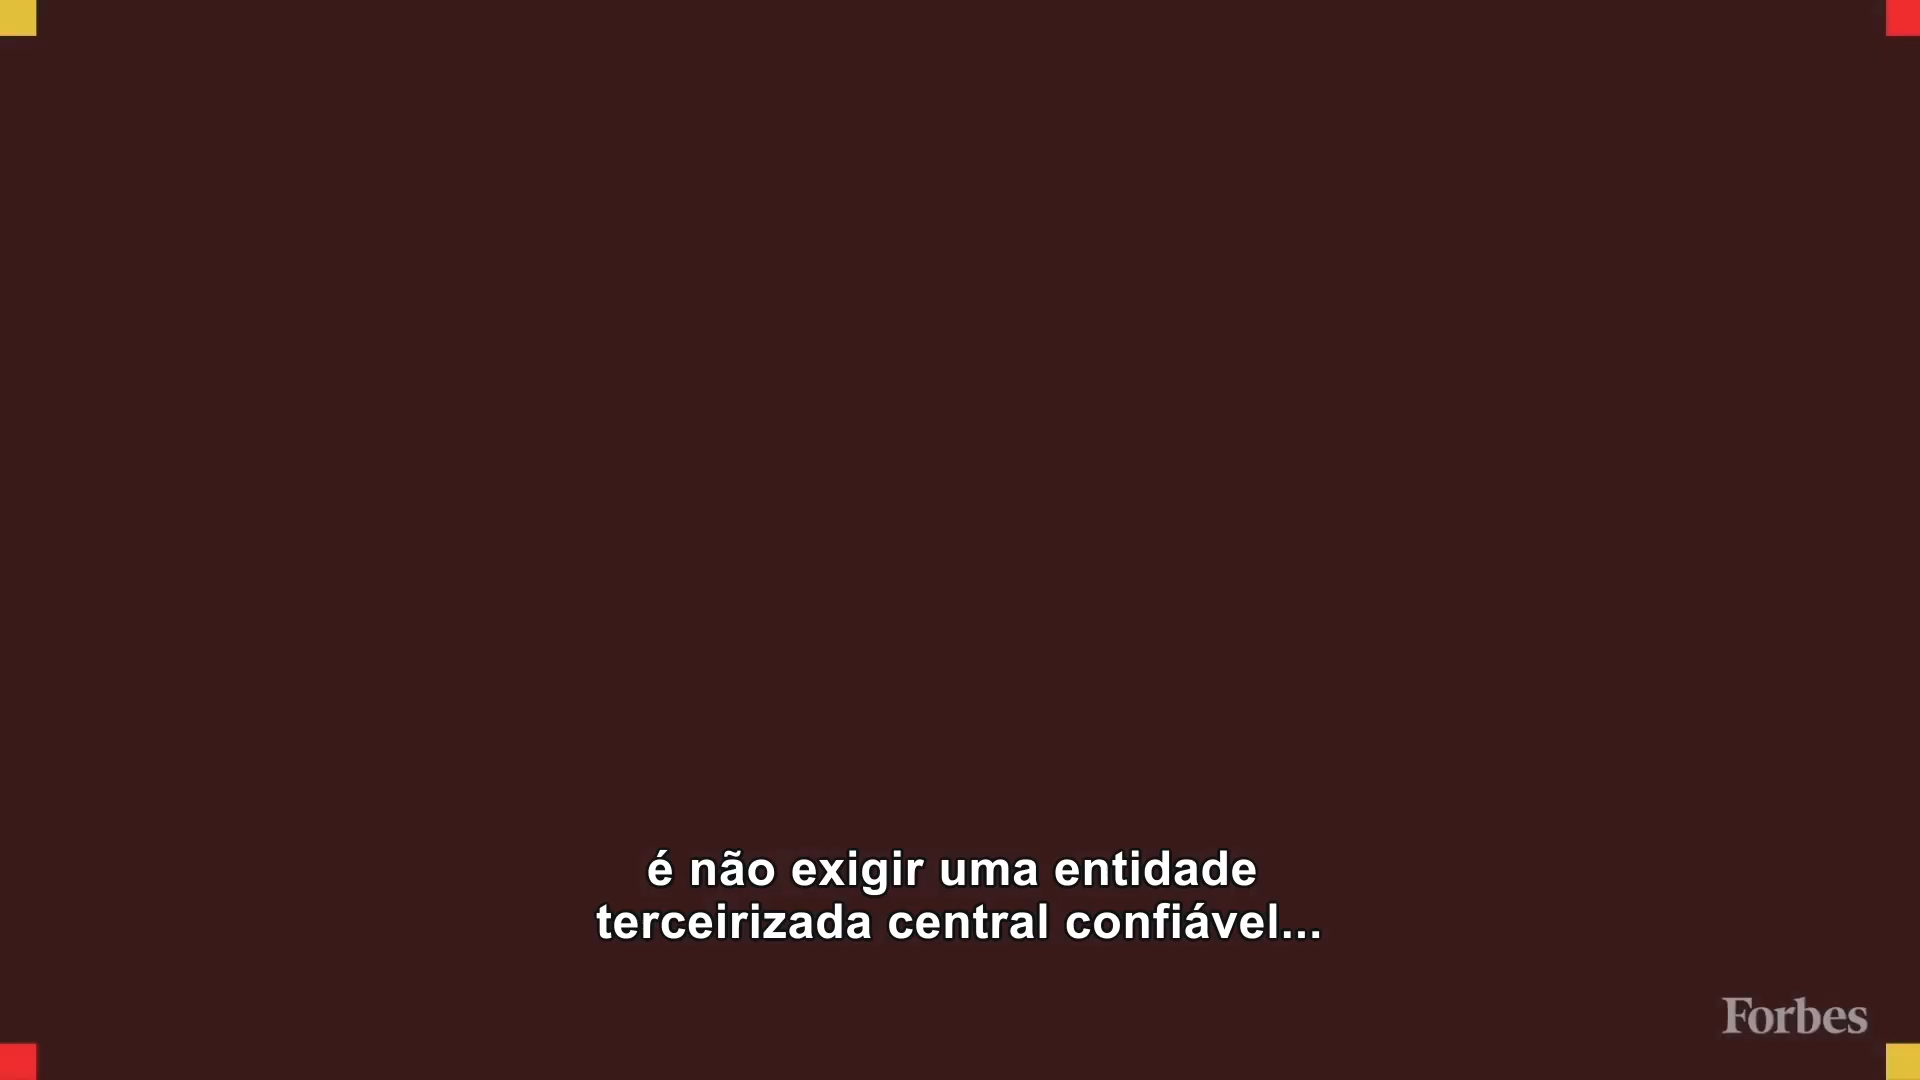 é não exigir uma entidade
terceirizada central confiável...
Forbes